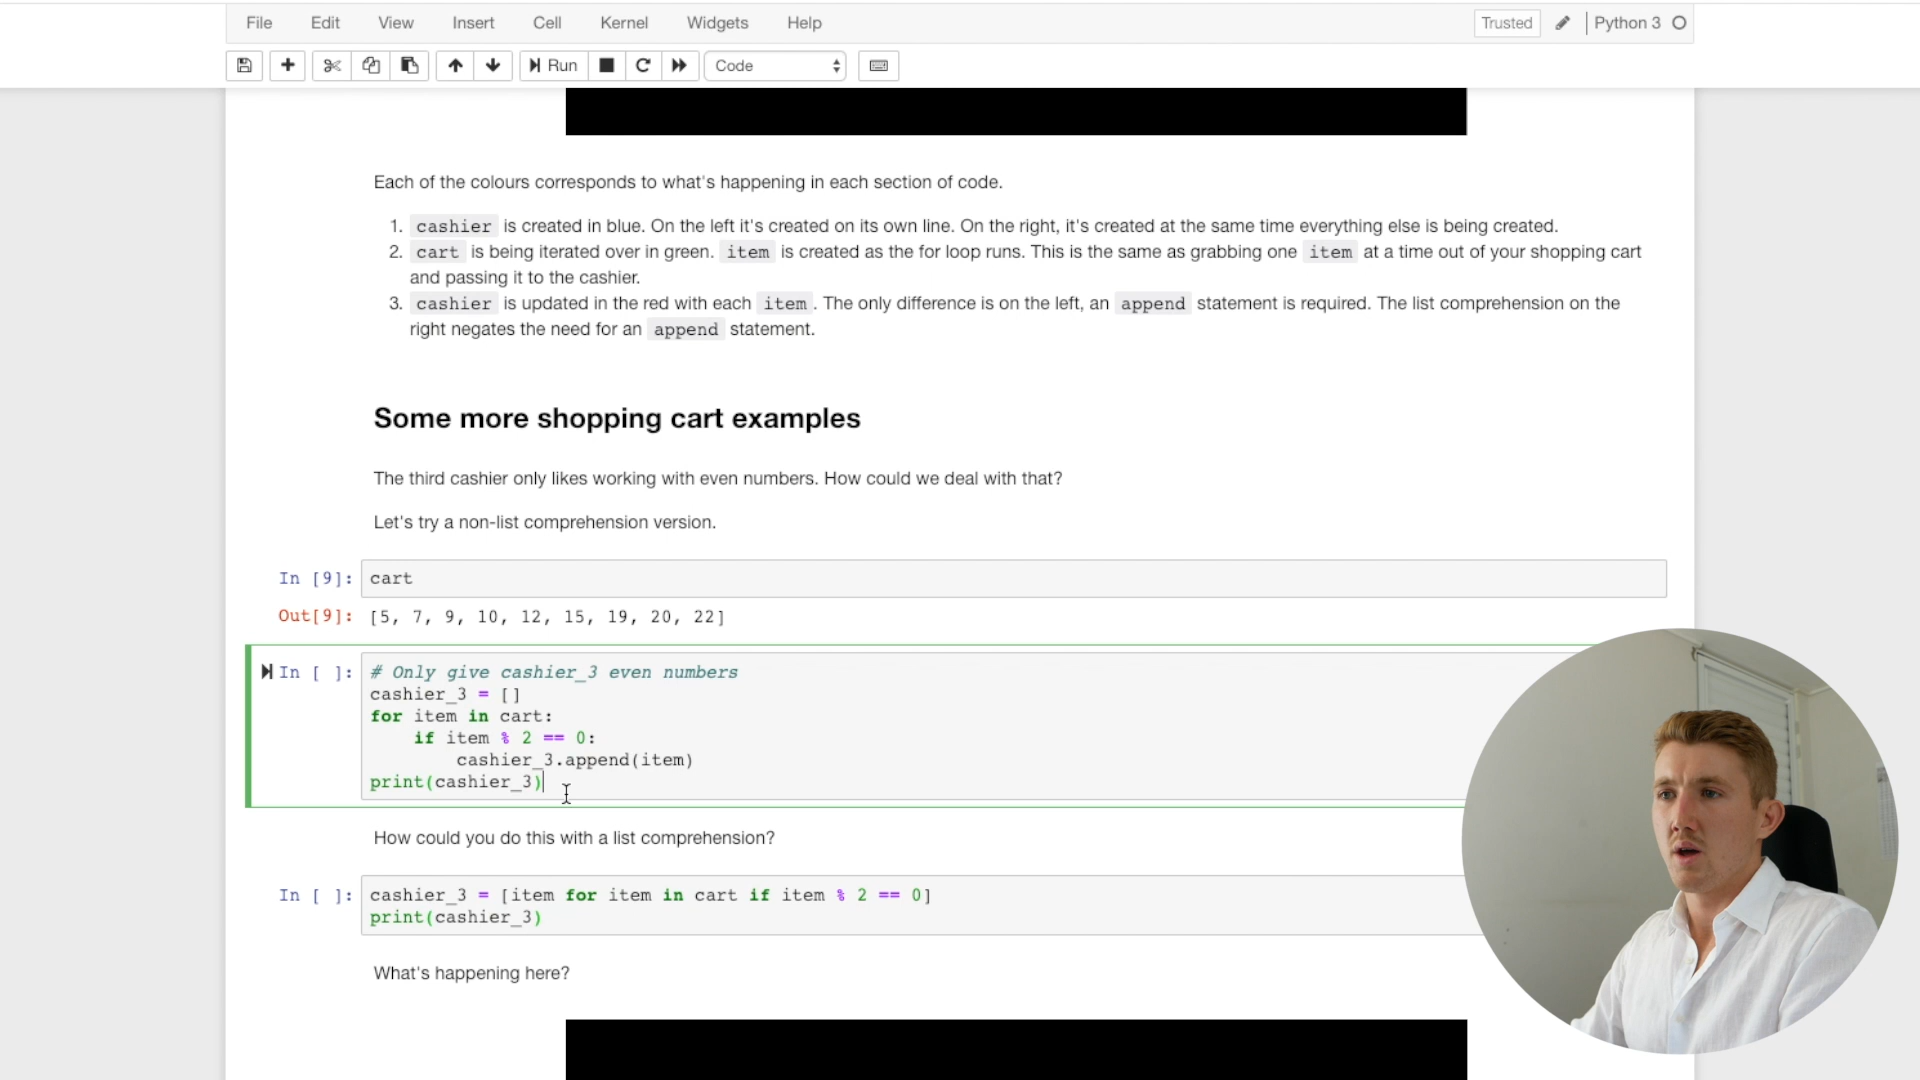 File Edit View Insert Cell Kernel Widgets Help Trusted Python 3
Run Code
Each of the colours corresponds to what's happening in each section of code.
1. cashier is created in blue. On the left it's created on its own line. On the right, it's created at the same time everything else is being created.
2. cart is being iterated over in green. item is created as the for loop runs. This is the same as grabbing one item at a time out of your shopping cart
and passing it to the cashier.
3. cashier is updated in the red with each item. The only difference is on the left, an append statement is required. The list comprehension on the
right negates the need for an append statement.
Some more shopping cart examples
The third cashier only likes working with even numbers. How could we deal with that?
Let's try a non-list comprehension version.
In [9]: cart
Out[9]: [5, 7, 9, 10, 12, 15, 19, 20, 22]
In [ ]: # Only give cashier_3 even numbers
cashier_3 = []
for item in cart:
    if item % 2 == 0:
        cashier_3.append(item)
print(cashier_3)
How could you do this with a list comprehension?
In [ ]: cashier_3 = [item for item in cart if item % 2 == 0]
print(cashier_3)
What's happening here?